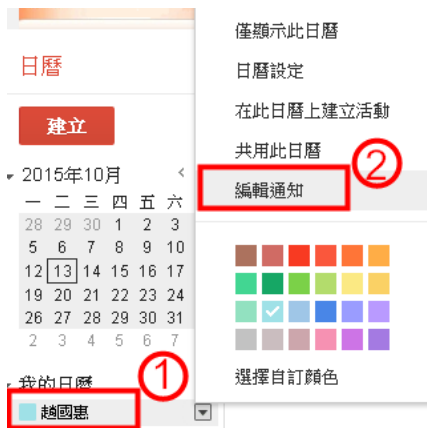 日曆
建立
2015年10月 <
一 二 三 四 五 六
28 29 30 1 2 3
5 6 7 8 9 10
12 13 14 15 16 17
19 20 21 22 23 24
26 27 28 29 30 31
2 3 4 5 6 7
我的日曆
①
趙國惠
僅顯示此日曆
日曆設定
在此日曆上建立活動
共用此日曆
②
編輯通知
選擇自訂顏色